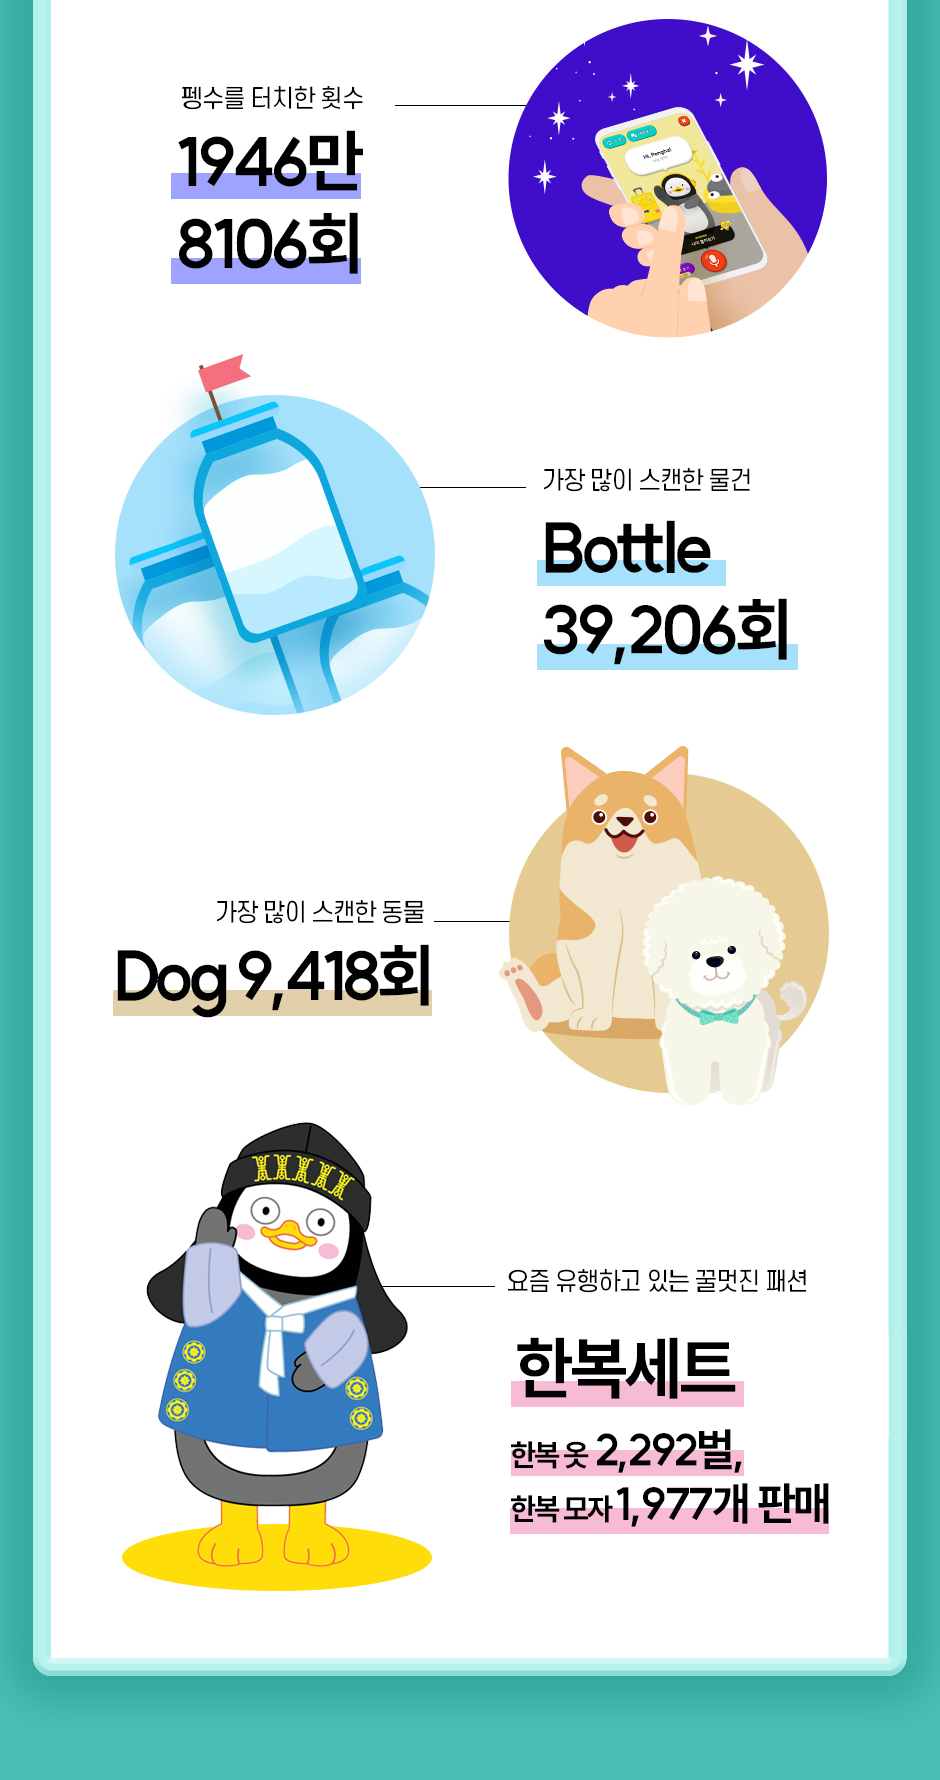 펭수를 터치한 횟수
1946만
8106회
Hi, Pengha!
가장 많이 스캔한 물건
Bottle
39,206회
가장 많이 스캔한 동물
Dog 9,418회
요즘 유행하고 있는 꿀멋진 패션
한복세트
한복 옷 2,292벌,
한복 모자 1,977개 판매